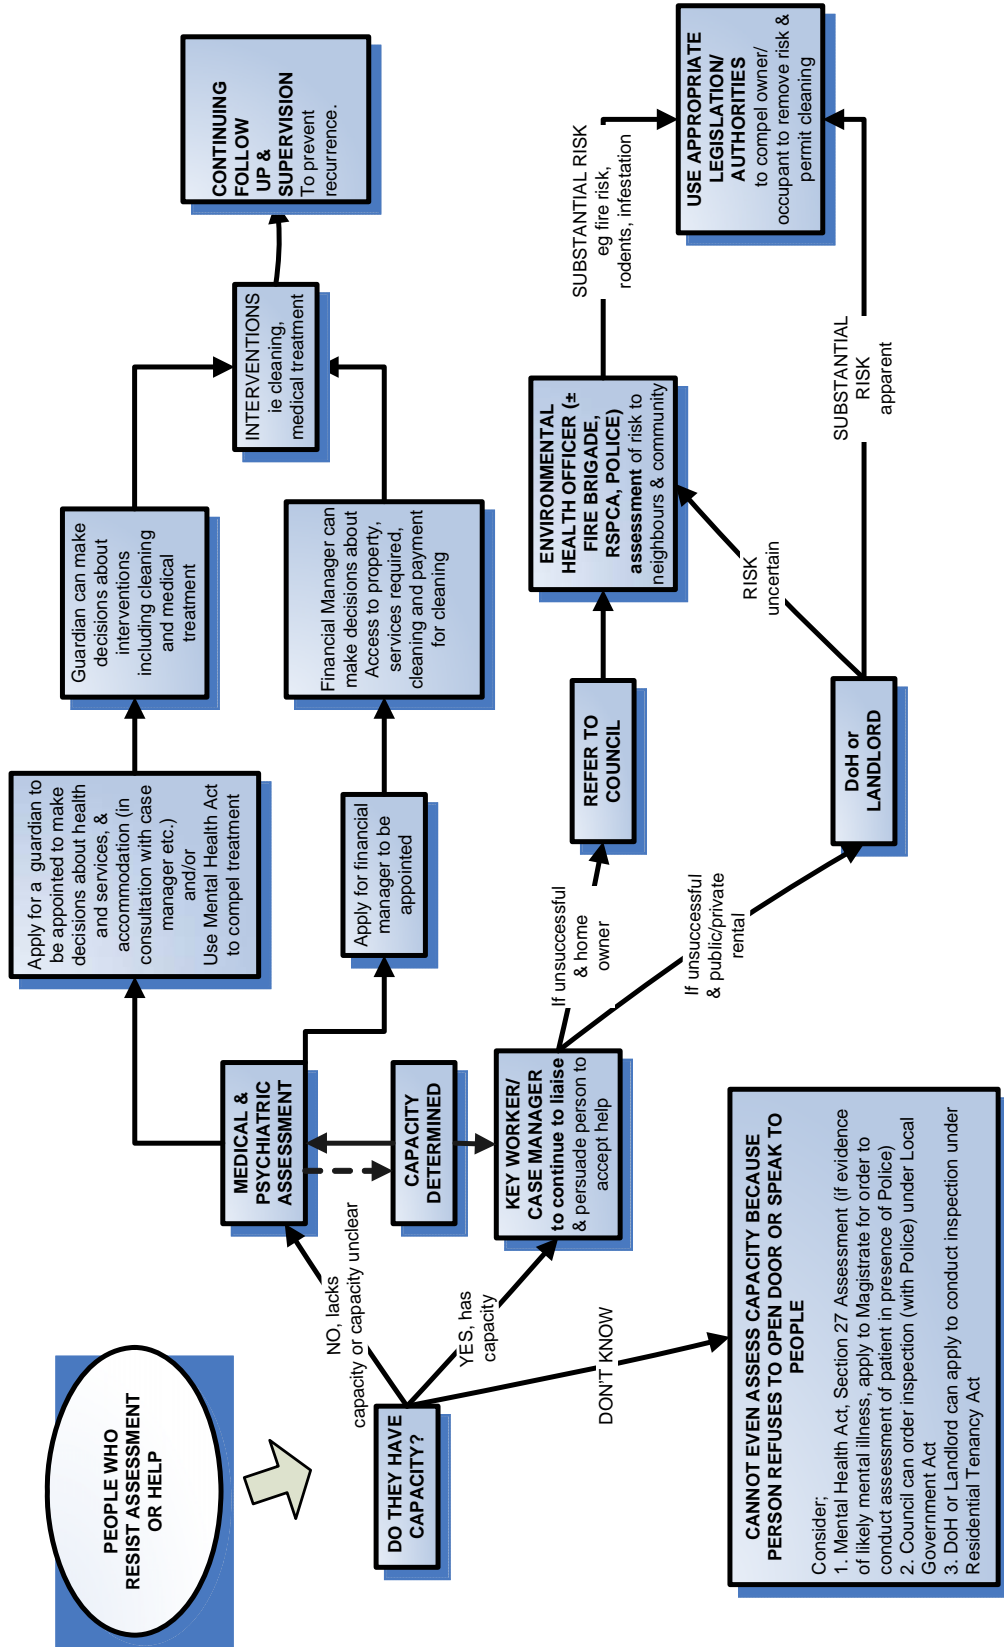 PEOPLE WHO
RESIST ASSESSMENT
OR HELP
DO THEY HAVE
CAPACITY?
NO, lacks
capacity or capacity unclear
YES, has
capacity
DON'T KNOW
MEDICAL &
PSYCHIATRIC
ASSESSMENT
CAPACITY
DETERMINED
KEY WORKER/
CASE MANAGER
to continue to liaise
& persuade person to
accept help
CANNOT EVEN ASSESS CAPACITY BECAUSE
PERSON REFUSES TO OPEN DOOR OR SPEAK TO
PEOPLE
Consider;
1. Mental Health Act, Section 27 Assessment (if evidence
of likely mental illness, apply to Magistrate for order to
conduct assessment of patient in presence of Police)
2. Council can order inspection (with Police) under Local
Government Act
3. DoH or Landlord can apply to conduct inspection under
Residential Tenancy Act
Apply for a guardian to
be appointed to make
decisions about health
and services, &
accommodation (in
consultation with case
manager etc.)
and/or
Use Mental Health Act
to compel treatment
Apply for financial
manager to be
appointed
If unsuccessful
& home
owner
If unsuccessful
& public/private
rental
Guardian can make
decisions about
interventions
including cleaning
and medical
treatment
Financial Manager can
make decisions about
Access to property,
services required,
cleaning and payment
for cleaning
REFER TO
COUNCIL
DoH or
LANDLORD
INTERVENTIONS
ie cleaning,
medical treatment
ENVIRONMENTAL
HEALTH OFFICER (±
FIRE BRIGADE,
RSPCA, POLICE)
assessment of risk to
neighbours & community
RISK
uncertain
CONTINUING
FOLLOW
UP &
SUPERVISION
To prevent
recurrence.
SUBSTANTIAL RISK
eg fire risk,
rodents, infestation
SUBSTANTIAL
RISK
apparent
USE APPROPRIATE
LEGISLATION/
AUTHORITIES
to compel owner/
occupant to remove risk &
permit cleaning